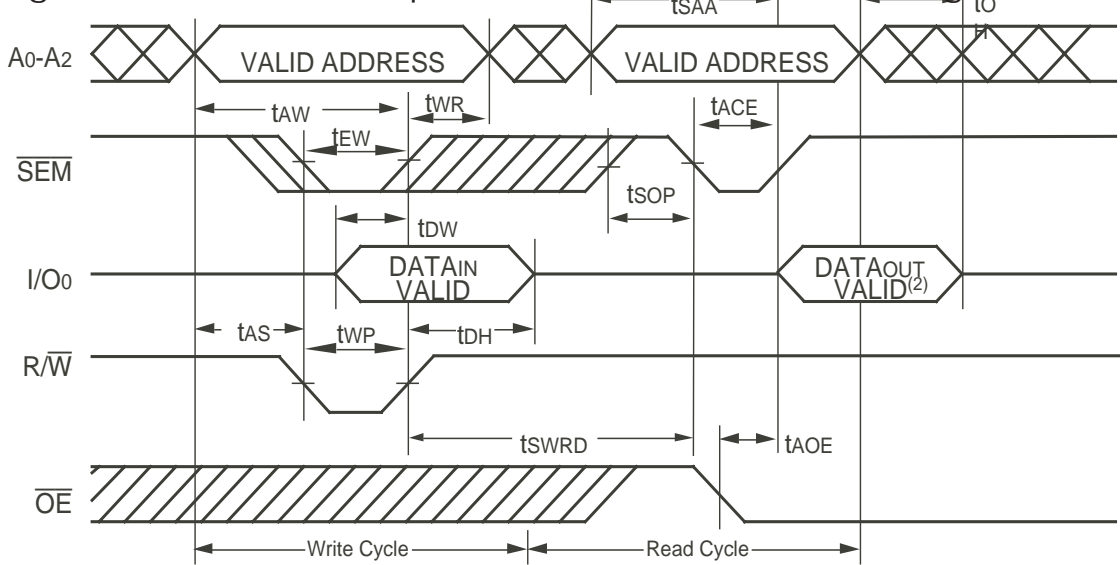 tSAA
tOH
A0-A2
VALID ADDRESS
VALID ADDRESS
tAW
tWR
tACE
tEW
SEM
tSOP
tDW
I/O0
DATAIN
VALID
DATAOUT
VALID(2)
tAS
tWP
tDH
R/W
tSWRD
tAOE
OE
Write Cycle
Read Cycle